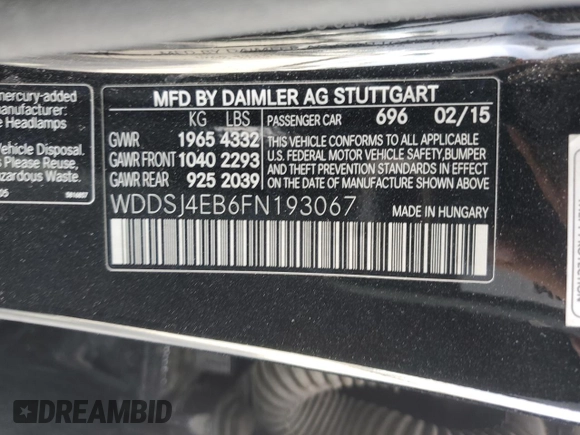 MFD BY DAIMLER AG STUTTGART
KG LBS PASSENGER CAR 696 02/15
GVWR 1965 4332
GAWR FRONT 1040 2293
GAWR REAR 925 2039
THIS VEHICLE CONFORMS TO ALL APPLICABLE
U.S. FEDERAL MOTOR VEHICLE SAFETY, BUMPER
AND THEFT PREVENTION STANDARDS IN EFFECT
ON THE DATE OF MANUFACTURE SHOWN ABOVE.
WDDSJ4EB6FN193067 MADE IN HUNGARY
mercury-added
manufacturer:
Headlamps
Vehicle Disposal.
Please Reuse,
azardous Waste.
DREAMBID